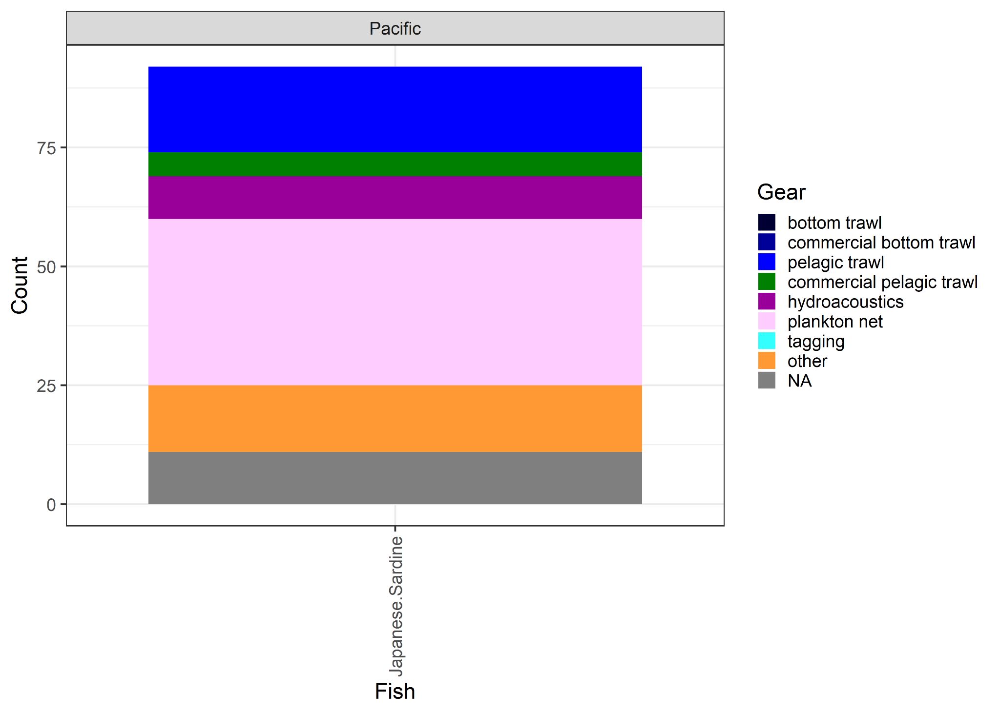 Pacific
Count
75
50
25
0
Japanese.Sardine
Fish
Gear
bottom trawl
commercial bottom trawl
pelagic trawl
commercial pelagic trawl
hydroacoustics
plankton net
tagging
other
NA